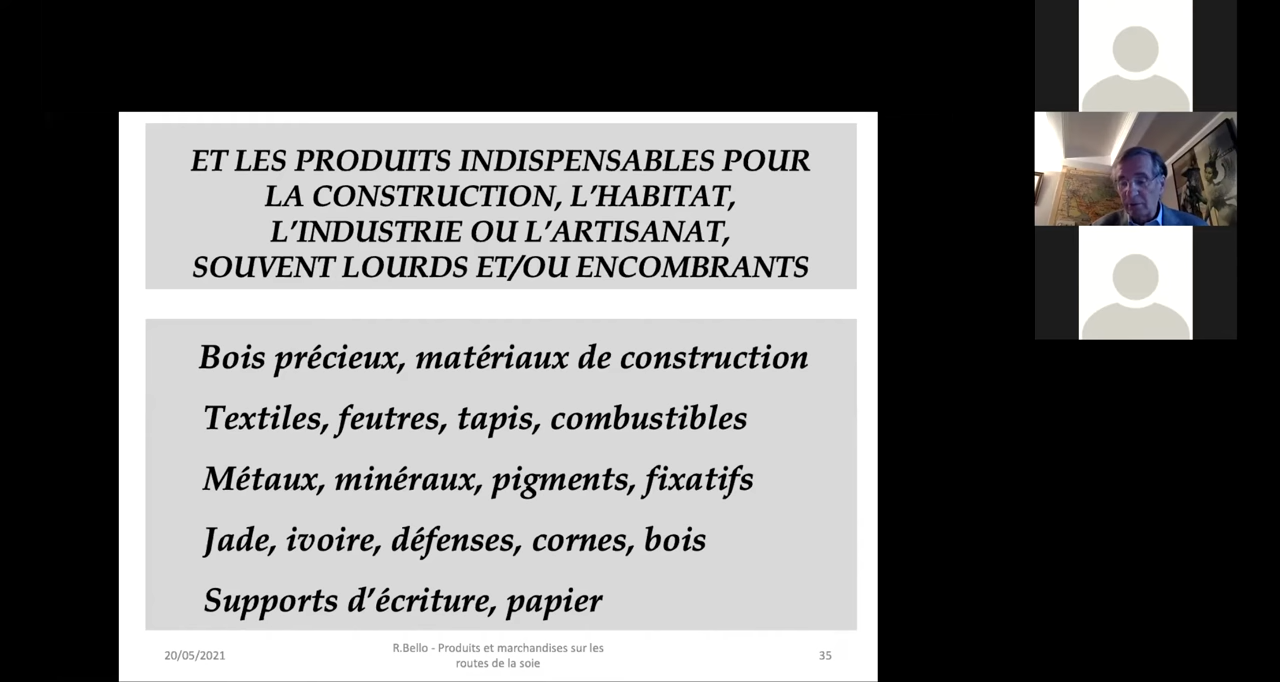 ET LES PRODUITS INDISPENSABLES POUR
LA CONSTRUCTION, L’HABITAT,
L’INDUSTRIE OU L’ARTISANAT,
SOUVENT LOURDS ET/OU ENCOMBRANTS
Bois précieux, matériaux de construction
Textiles, feutres, tapis, combustibles
Métaux, minéraux, pigments, fixatifs
Jade, ivoire, défenses, cornes, bois
Supports d’écriture, papier
20/05/2021
R.Bello - Produits et marchandises sur les
routes de la soie
35